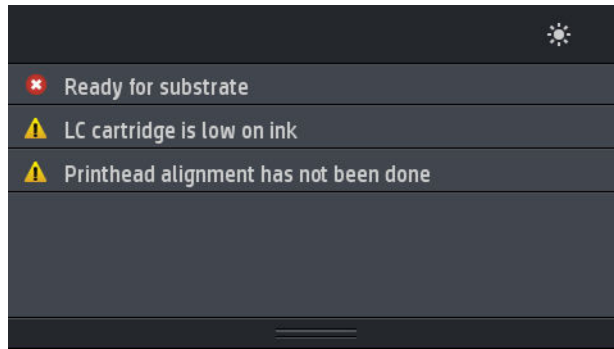 Ready for substrate
LC cartridge is low on ink
Printhead alignment has not been done